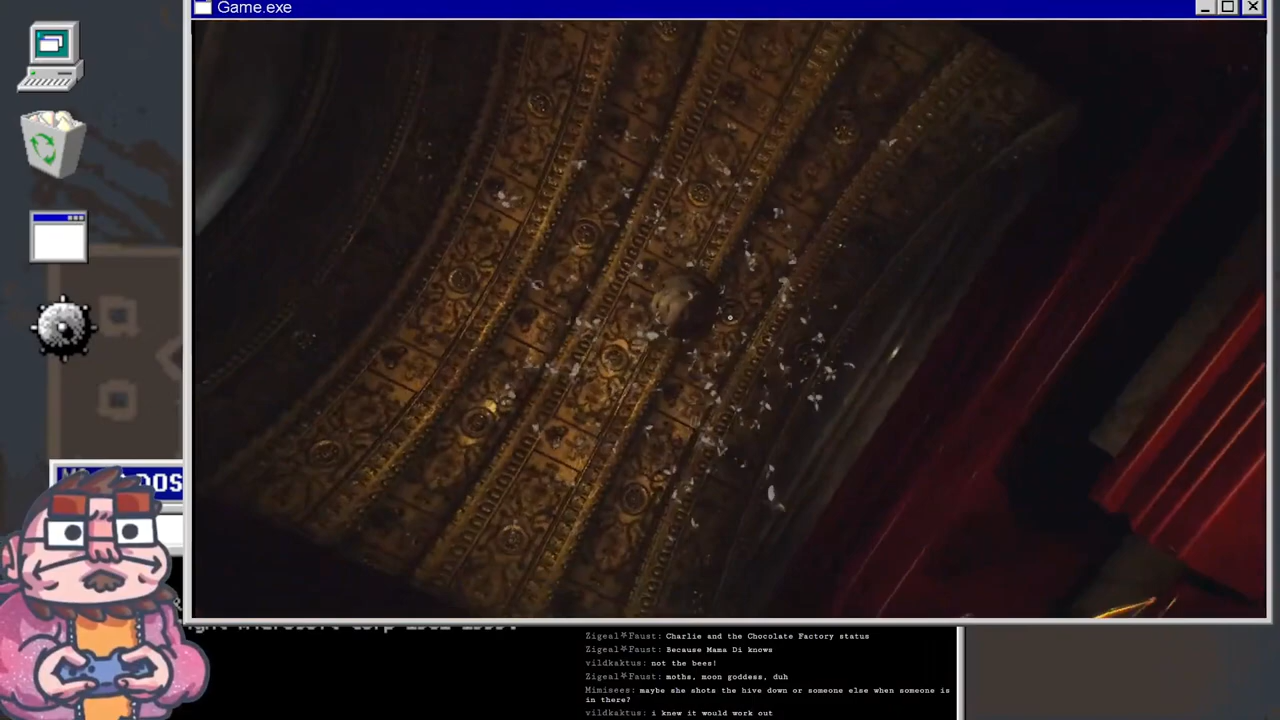 Game.exe
DOS
Zigeal⛧Faust: Charlie and the Chocolate Factory status
Zigeal⛧Faust: Because Mama Di knows
vildkaktus: not the bees!
Zigeal⛧Faust: moths, moon goddess, duh
Mimisees: maybe she shots the hive down or someone else when someone is
in there?
vildkaktus: i knew it would work out